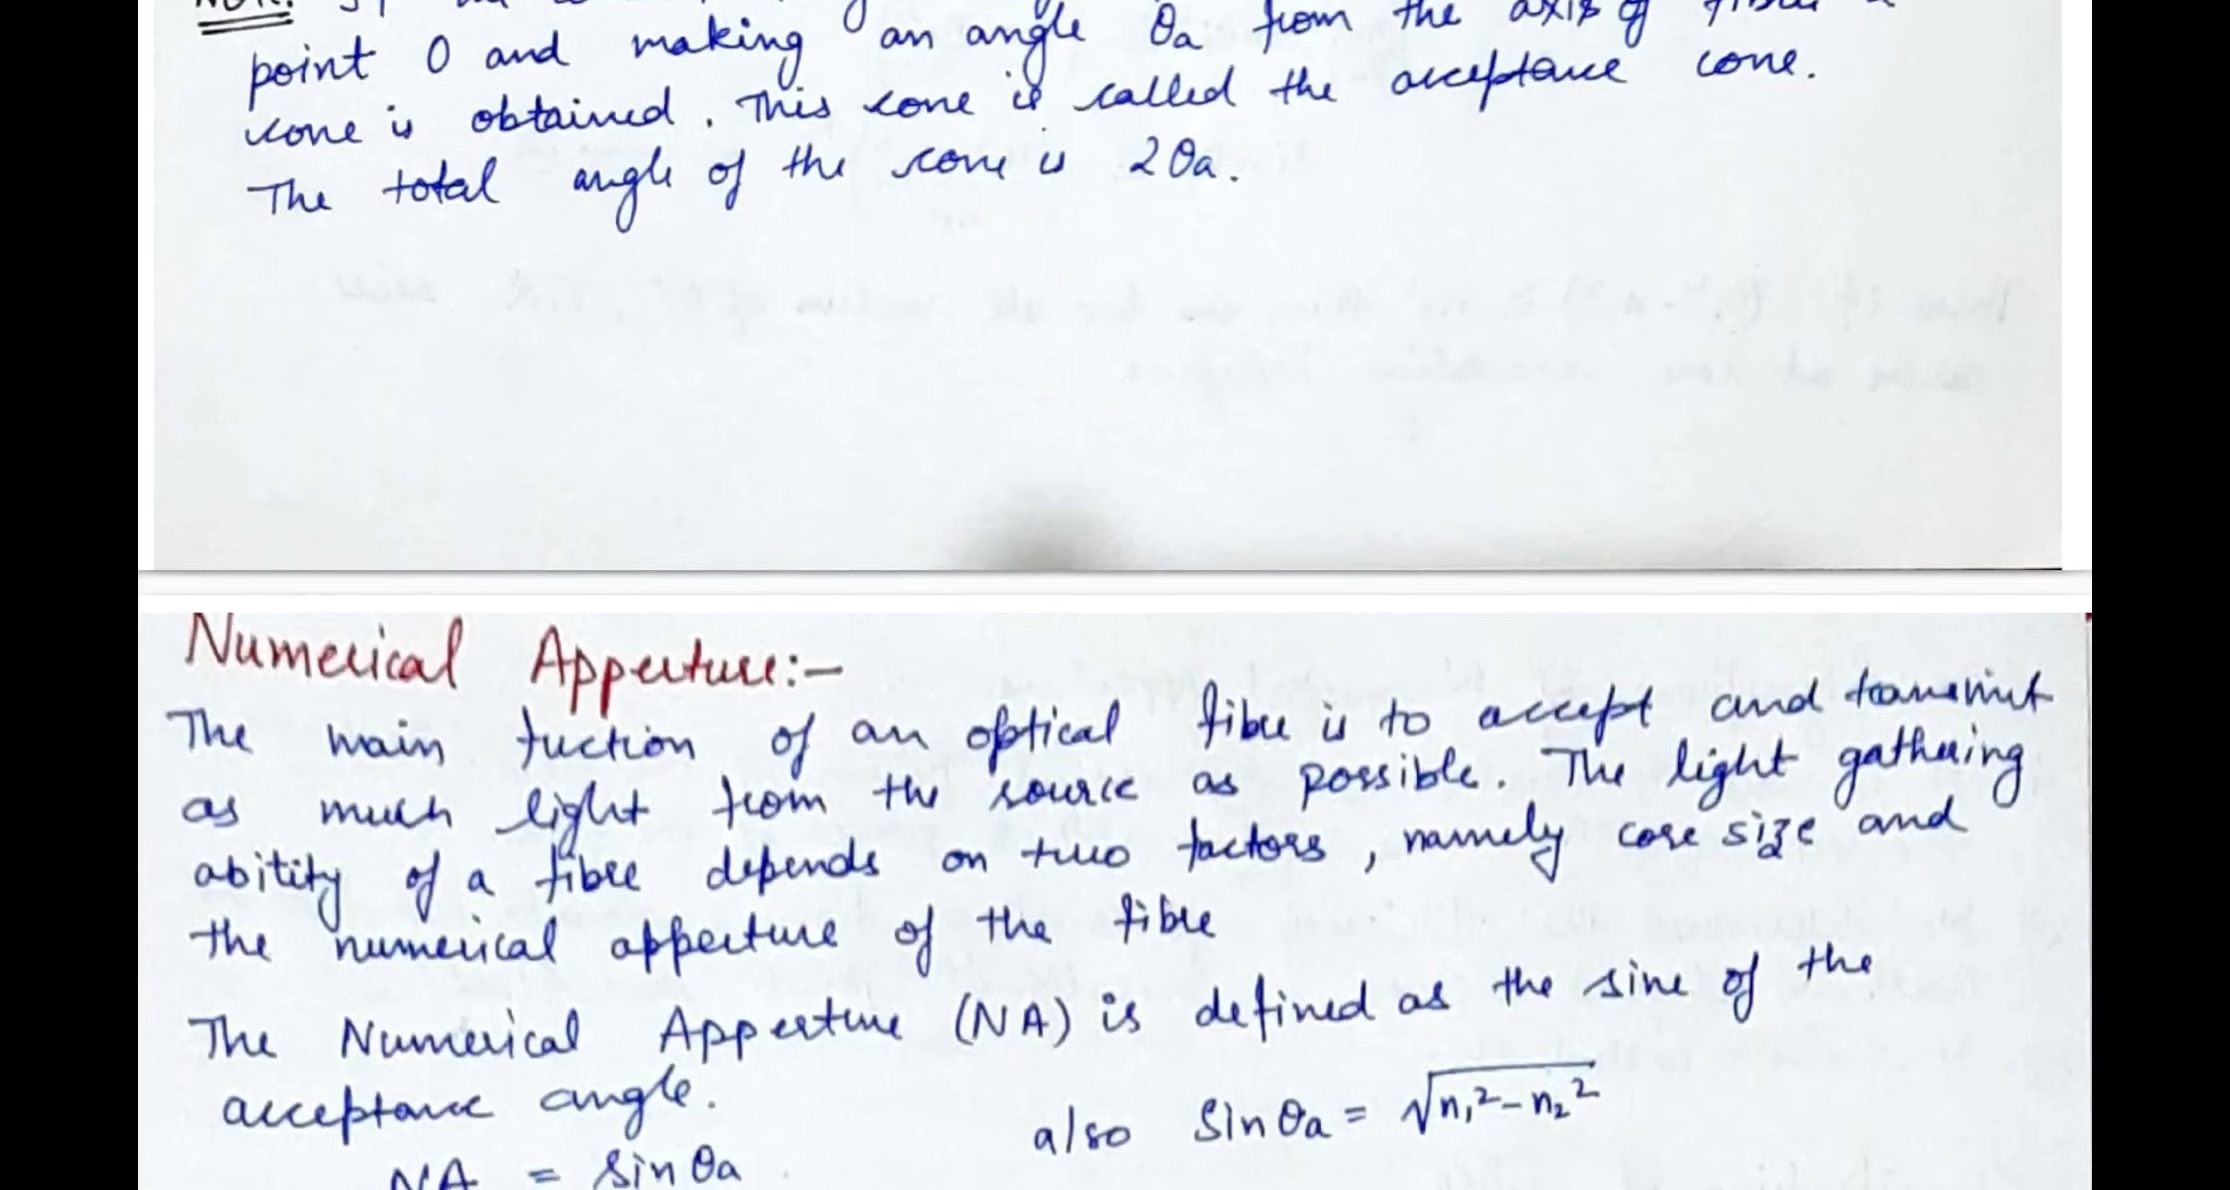 Note:
point O and making an angle θa from the axis of
cone is obtained. This cone is called the acceptance cone.
The total angle of the cone is 2θa.
Numerical Apperture:-
The main fuction of an optical fibre is to accept and transmit
as much light from the source as possible. The light gathering
abitity of a fibre depends on two factors, namely core size and
the numerical apperture of the fibre
The Numerical Apperture (NA) is defined as the sine of the
acceptance angle.
NA = Sin θa
also Sin θa = √n₁²-n₂²